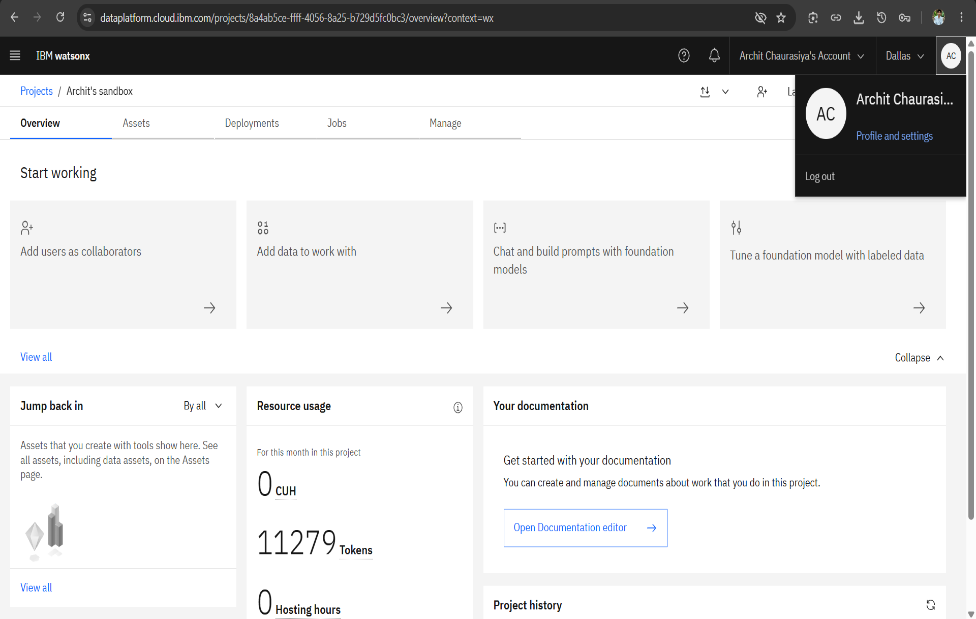 dataplatform.cloud.ibm.com/projects/8a4ab5ce-ffff-4056-8a25-b729d5fc0bc3/overview?context=wx
IBM watsonx
Archit Chaurasiya's Account
Dallas
AC
Projects / Archit's sandbox
La
AC
Archit Chaurasi...
Profile and settings
Log out
Overview
Assets
Deployments
Jobs
Manage
Start working
Add users as collaborators
Add data to work with
Chat and build prompts with foundation
models
Tune a foundation model with labeled data
View all
Collapse
Jump back in
By all
Assets that you create with tools show here. See
all assets, including data assets, on the Assets
page.
View all
Resource usage
For this month in this project
0 CUH
11279 Tokens
0 Hosting hours
Your documentation
Get started with your documentation
You can create and manage documents about work that you do in this project.
Open Documentation editor
Project history